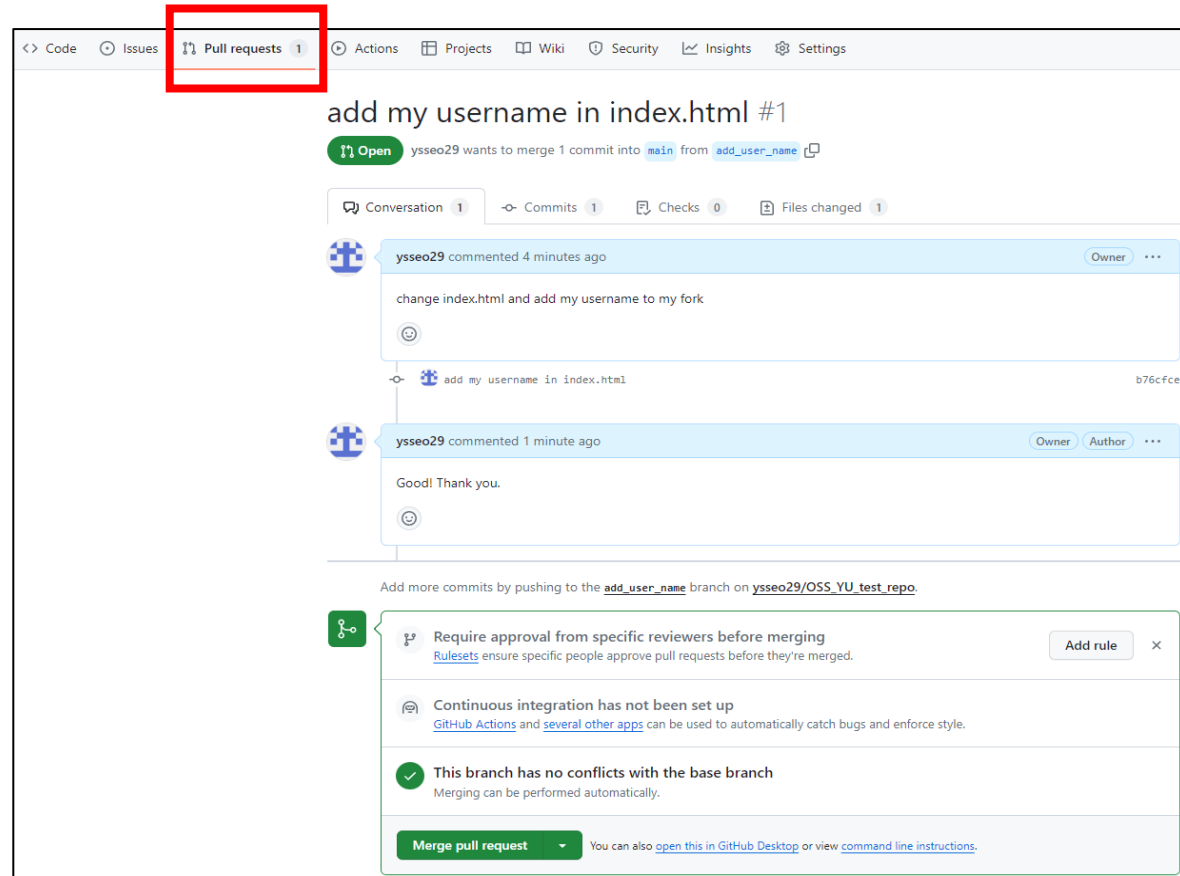 Code Issues Pull requests 1 Actions Projects Wiki Security Insights Settings
add my username in index.html #1
Open ysseo29 wants to merge 1 commit into main from add_user_name
Conversation 1 Commits 1 Checks 0 Files changed 1
ysseo29 commented 4 minutes ago Owner ...
change index.html and add my username to my fork
add my username in index.html b76cfce
ysseo29 commented 1 minute ago Owner Author ...
Good! Thank you.
Add more commits by pushing to the add_user_name branch on ysseo29/OSS_YU_test_repo.
Require approval from specific reviewers before merging
Rulesets ensure specific people approve pull requests before they're merged.
Add rule
Continuous integration has not been set up
GitHub Actions and several other apps can be used to automatically catch bugs and enforce style.
This branch has no conflicts with the base branch
Merging can be performed automatically.
Merge pull request You can also open this in GitHub Desktop or view command line instructions.